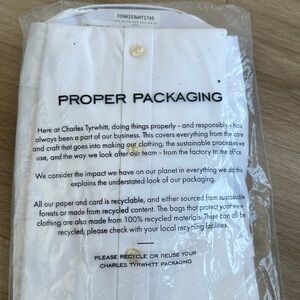 FON0333WHT1745
PROPER PACKAGING
Here at Charles Tyrwhitt, doing things properly - and responsibly - has
always been a part of our business. This covers everything from the care
and craft that goes into making our clothing, the sustainable processes we
use, and the way we look after our team - from the factory to the office.
We consider the impact we have on our planet in everything we do this
explains the understated look of our packaging.
All our paper and card is recyclable, and either sourced from sustainable
forests or made from recycled content. The bags that protect your new
clothing are also made from 100% recycled materials. These can all be
recycled, please check with your local recycling facilities.
PLEASE RECYCLE OR REUSE YOUR
CHARLES TYRWHITT PACKAGING